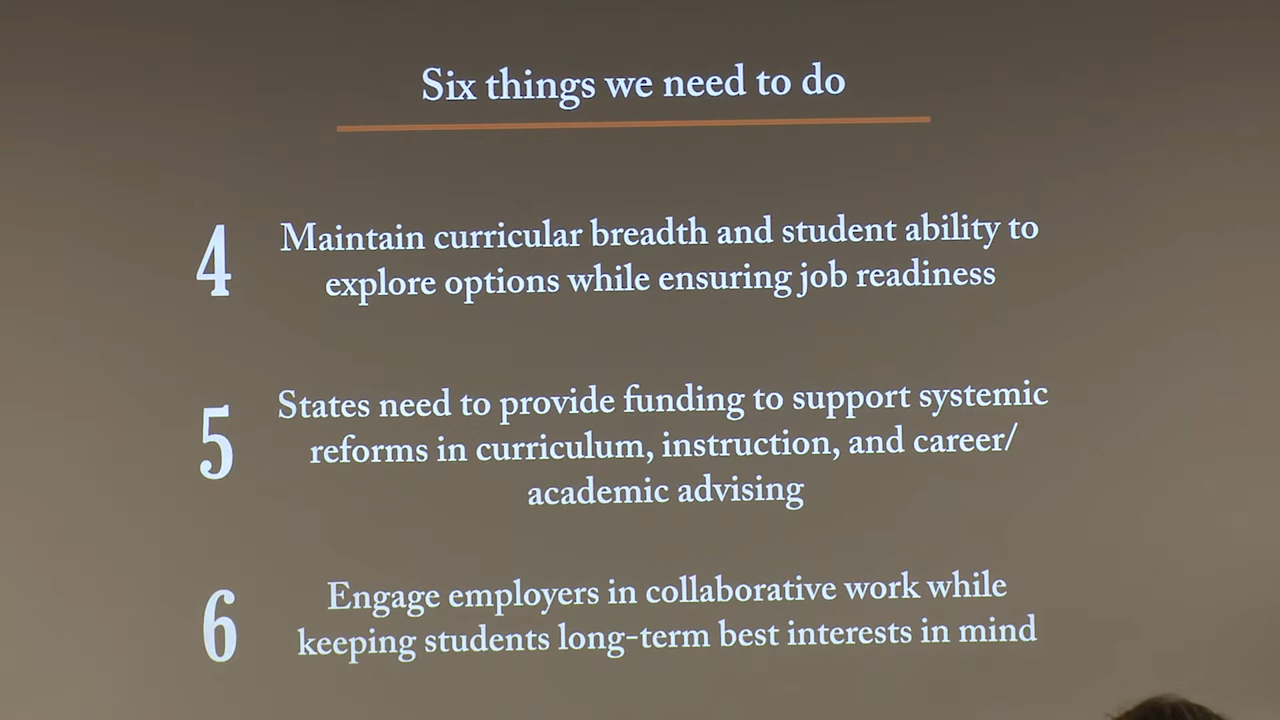 Six things we need to do
4
Maintain curricular breadth and student ability to
explore options while ensuring job readiness
5
States need to provide funding to support systemic
reforms in curriculum, instruction, and career/
academic advising
6
Engage employers in collaborative work while
keeping students long-term best interests in mind